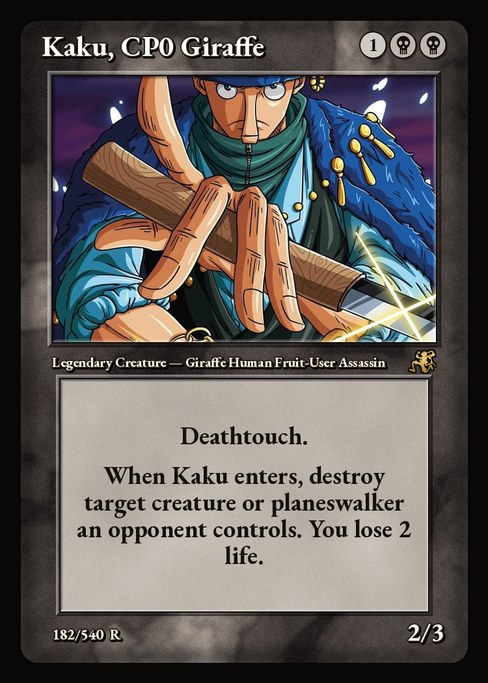 Kaku, CP0 Giraffe
1
Legendary Creature — Giraffe Human Fruit-User Assassin
Deathtouch.
When Kaku enters, destroy
target creature or planeswalker
an opponent controls. You lose 2
life.
182/540 R
2/3